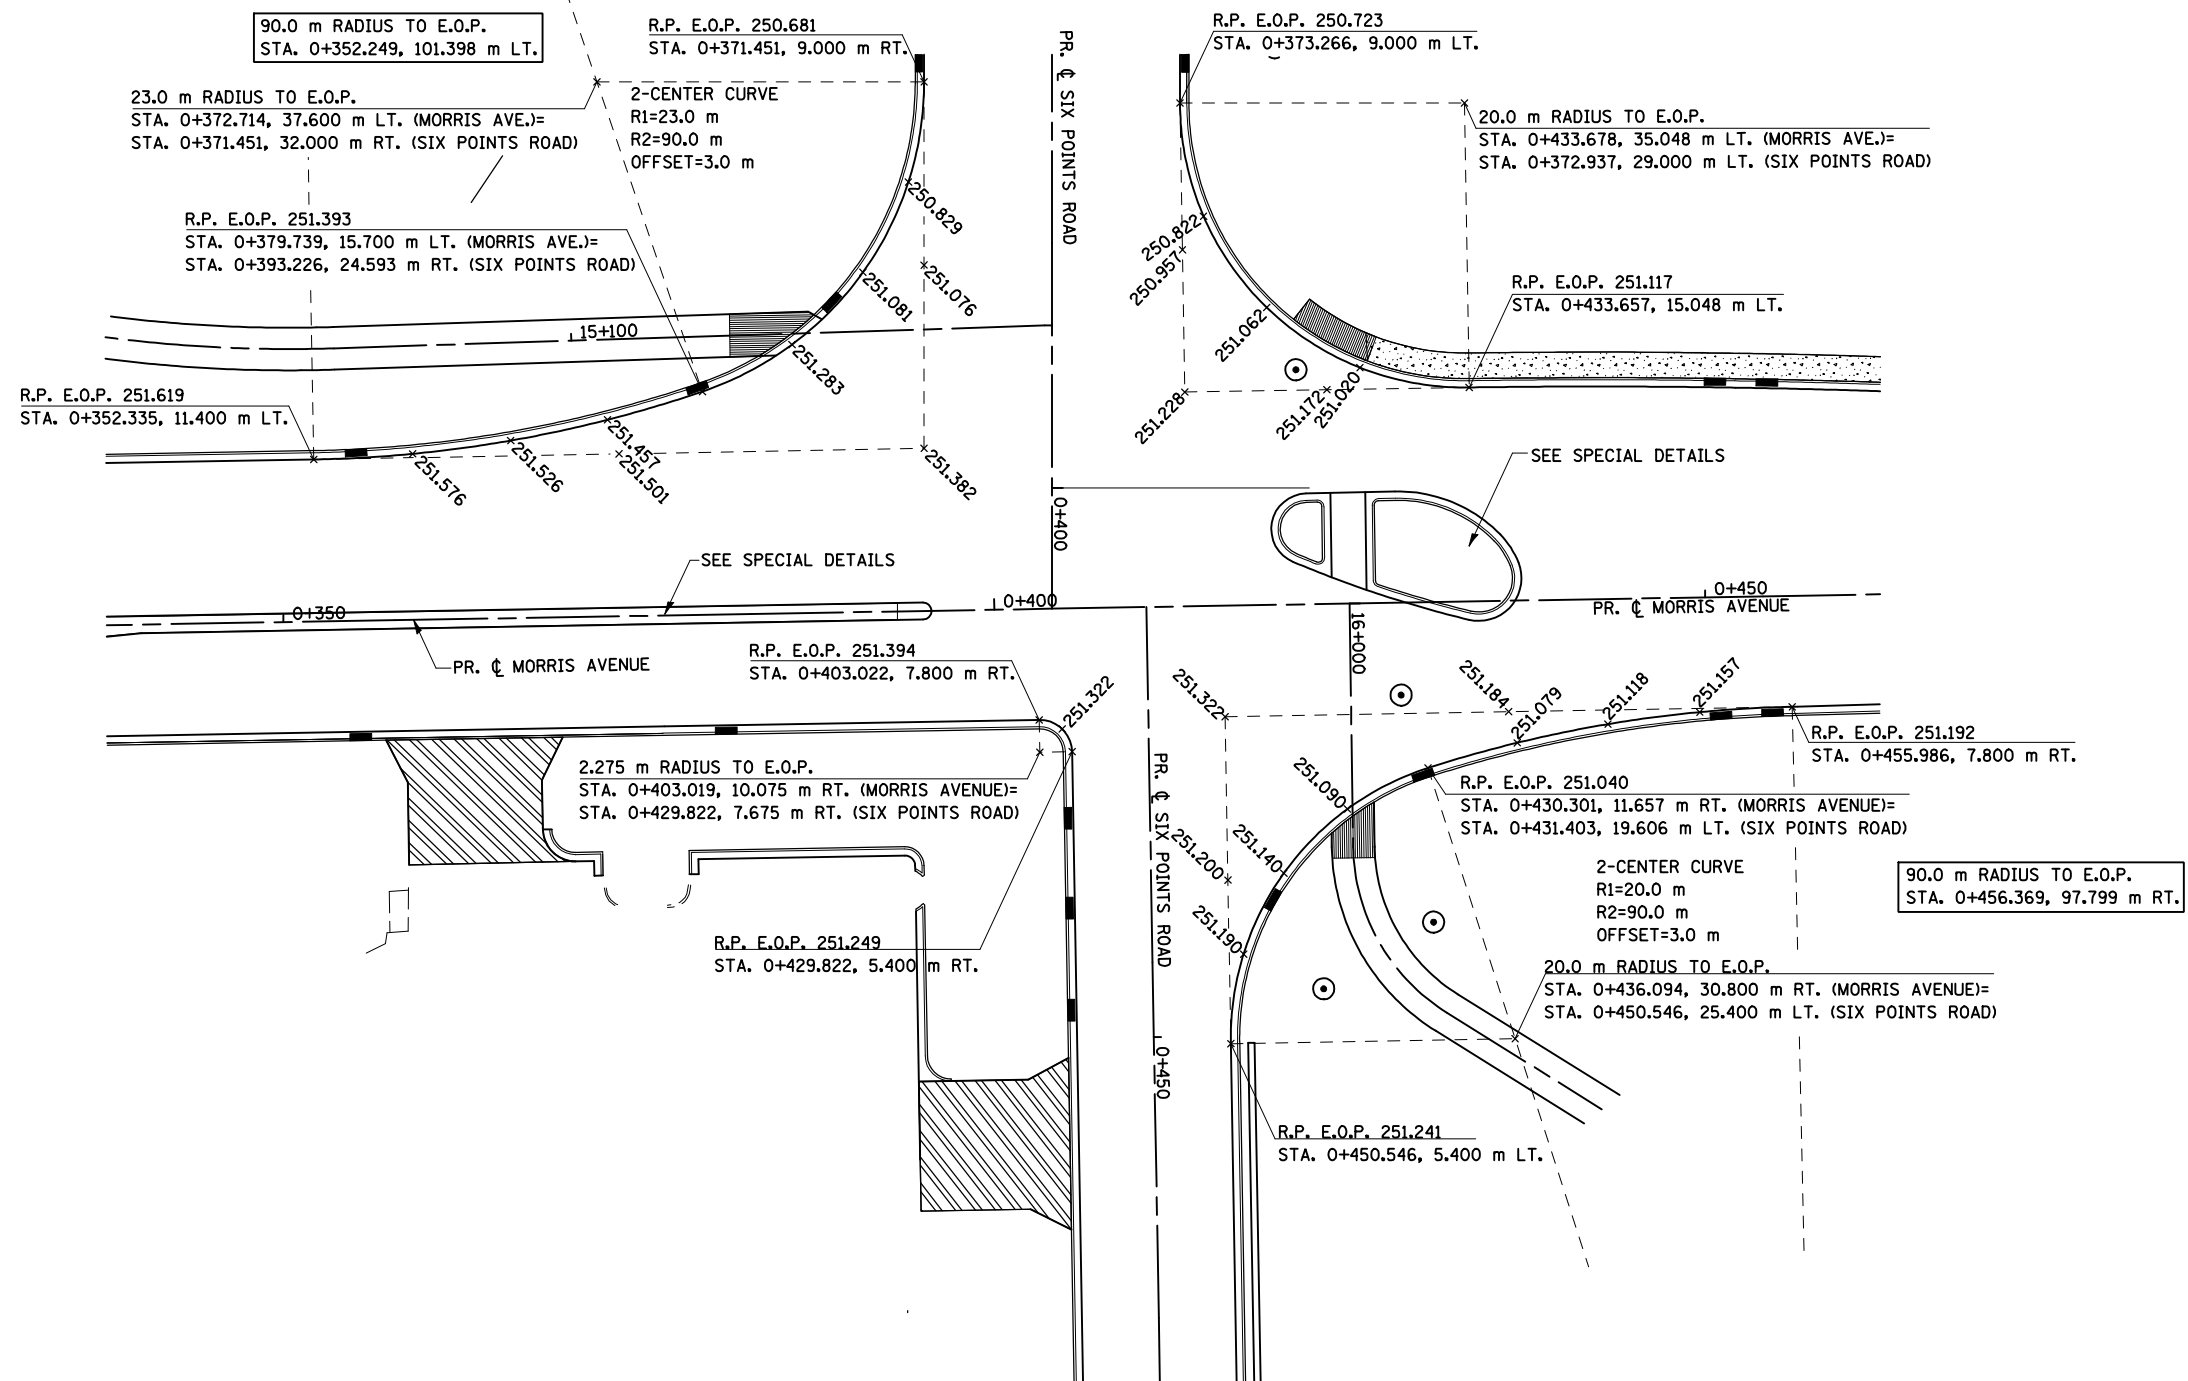 90.0 m RADIUS TO E.O.P.
STA. 0+352.249, 101.398 m LT.
R.P. E.O.P. 250.681
STA. 0+371.451, 9.000 m RT.
PR. ℄ SIX POINTS ROAD
R.P. E.O.P. 250.723
STA. 0+373.266, 9.000 m LT.
23.0 m RADIUS TO E.O.P.
STA. 0+372.714, 37.600 m LT. (MORRIS AVE.)=
STA. 0+371.451, 32.000 m RT. (SIX POINTS ROAD)
2-CENTER CURVE
R1=23.0 m
R2=90.0 m
OFFSET=3.0 m
20.0 m RADIUS TO E.O.P.
STA. 0+433.678, 35.048 m LT. (MORRIS AVE.)=
STA. 0+372.937, 29.000 m LT. (SIX POINTS ROAD)
R.P. E.O.P. 251.393
STA. 0+379.739, 15.700 m LT. (MORRIS AVE.)=
STA. 0+393.226, 24.593 m RT. (SIX POINTS ROAD)
250.829
251.076
251.081
251.283
250.822
250.957
251.062
R.P. E.O.P. 251.117
STA. 0+433.657, 15.048 m LT.
15+100
R.P. E.O.P. 251.619
STA. 0+352.335, 11.400 m LT.
251.576
251.526
251.457
251.501
251.382
251.228
251.172
251.020
SEE SPECIAL DETAILS
0+400
SEE SPECIAL DETAILS
0+350
0+400
0+450
PR. ℄ MORRIS AVENUE
16+000
PR. ℄ MORRIS AVENUE
R.P. E.O.P. 251.394
STA. 0+403.022, 7.800 m RT.
251.322
251.322
251.184
251.079
251.118
251.157
R.P. E.O.P. 251.192
STA. 0+455.986, 7.800 m RT.
2.275 m RADIUS TO E.O.P.
STA. 0+403.019, 10.075 m RT. (MORRIS AVENUE)=
STA. 0+429.822, 7.675 m RT. (SIX POINTS ROAD)
PR. ℄ SIX POINTS ROAD
251.090
R.P. E.O.P. 251.040
STA. 0+430.301, 11.657 m RT. (MORRIS AVENUE)=
STA. 0+431.403, 19.606 m LT. (SIX POINTS ROAD)
251.140
251.200
251.190
2-CENTER CURVE
R1=20.0 m
R2=90.0 m
OFFSET=3.0 m
90.0 m RADIUS TO E.O.P.
STA. 0+456.369, 97.799 m RT.
R.P. E.O.P. 251.249
STA. 0+429.822, 5.400 m RT.
20.0 m RADIUS TO E.O.P.
STA. 0+436.094, 30.800 m RT. (MORRIS AVENUE)=
STA. 0+450.546, 25.400 m LT. (SIX POINTS ROAD)
0+450
R.P. E.O.P. 251.241
STA. 0+450.546, 5.400 m LT.